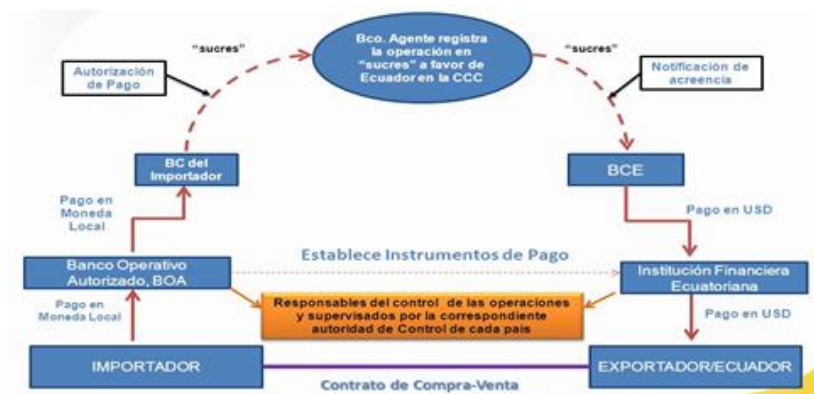 Bco. Agente registra
la operación en
"sucres" a favor de
Ecuador en la CCC
"sucres"
"sucres"
Autorización
de Pago
Notificación de
acreencia
BC del
Importador
BCE
Pago en
Moneda
Local
Pago en USD
Establece Instrumentos de Pago
Banco Operativo
Autorizado, BOA
Institución Financiera
Ecuatoriana
Responsables del control de las operaciones
y supervisados por la correspondiente
autoridad de Control de cada país
Pago en
Moneda Local
Pago en USD
IMPORTADOR
EXPORTADOR/ECUADOR
Contrato de Compra-Venta